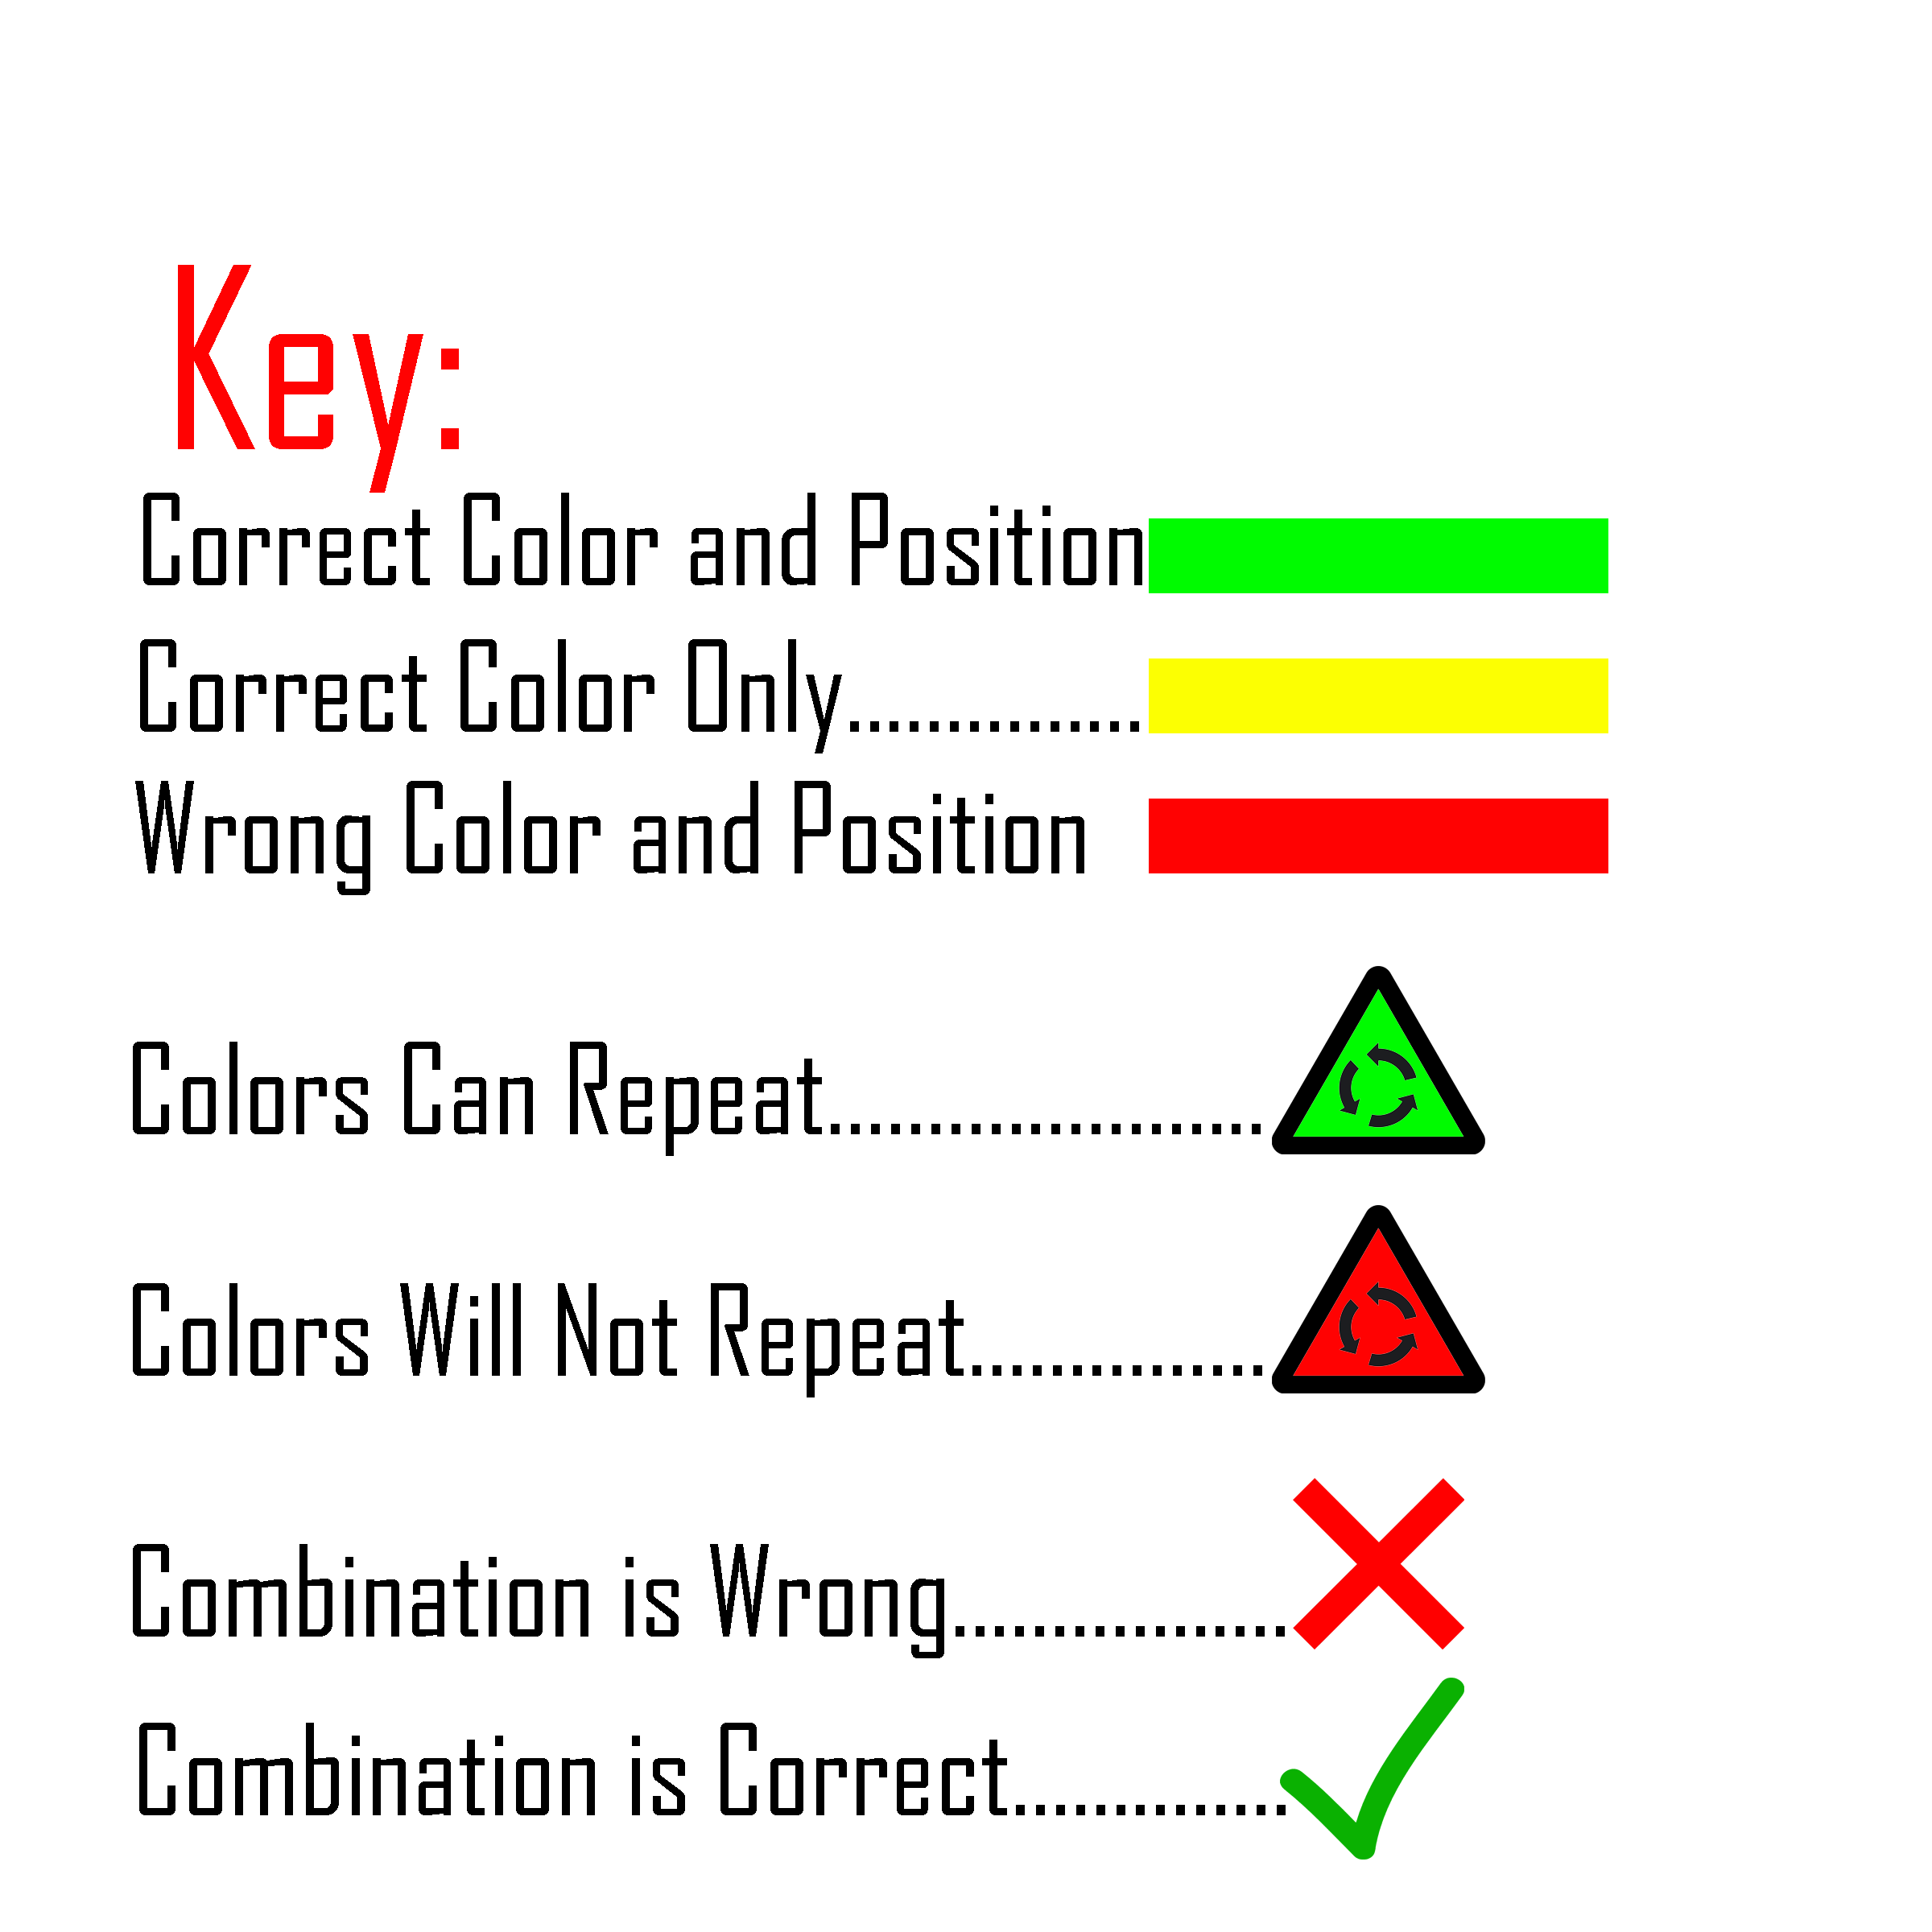 Key:
Correct Color and Position
Correct Color Only...............
Wrong Color and Position
Colors Can Repeat......................
Colors Will Not Repeat...............
Combination is Wrong.................
Combination is Correct..............